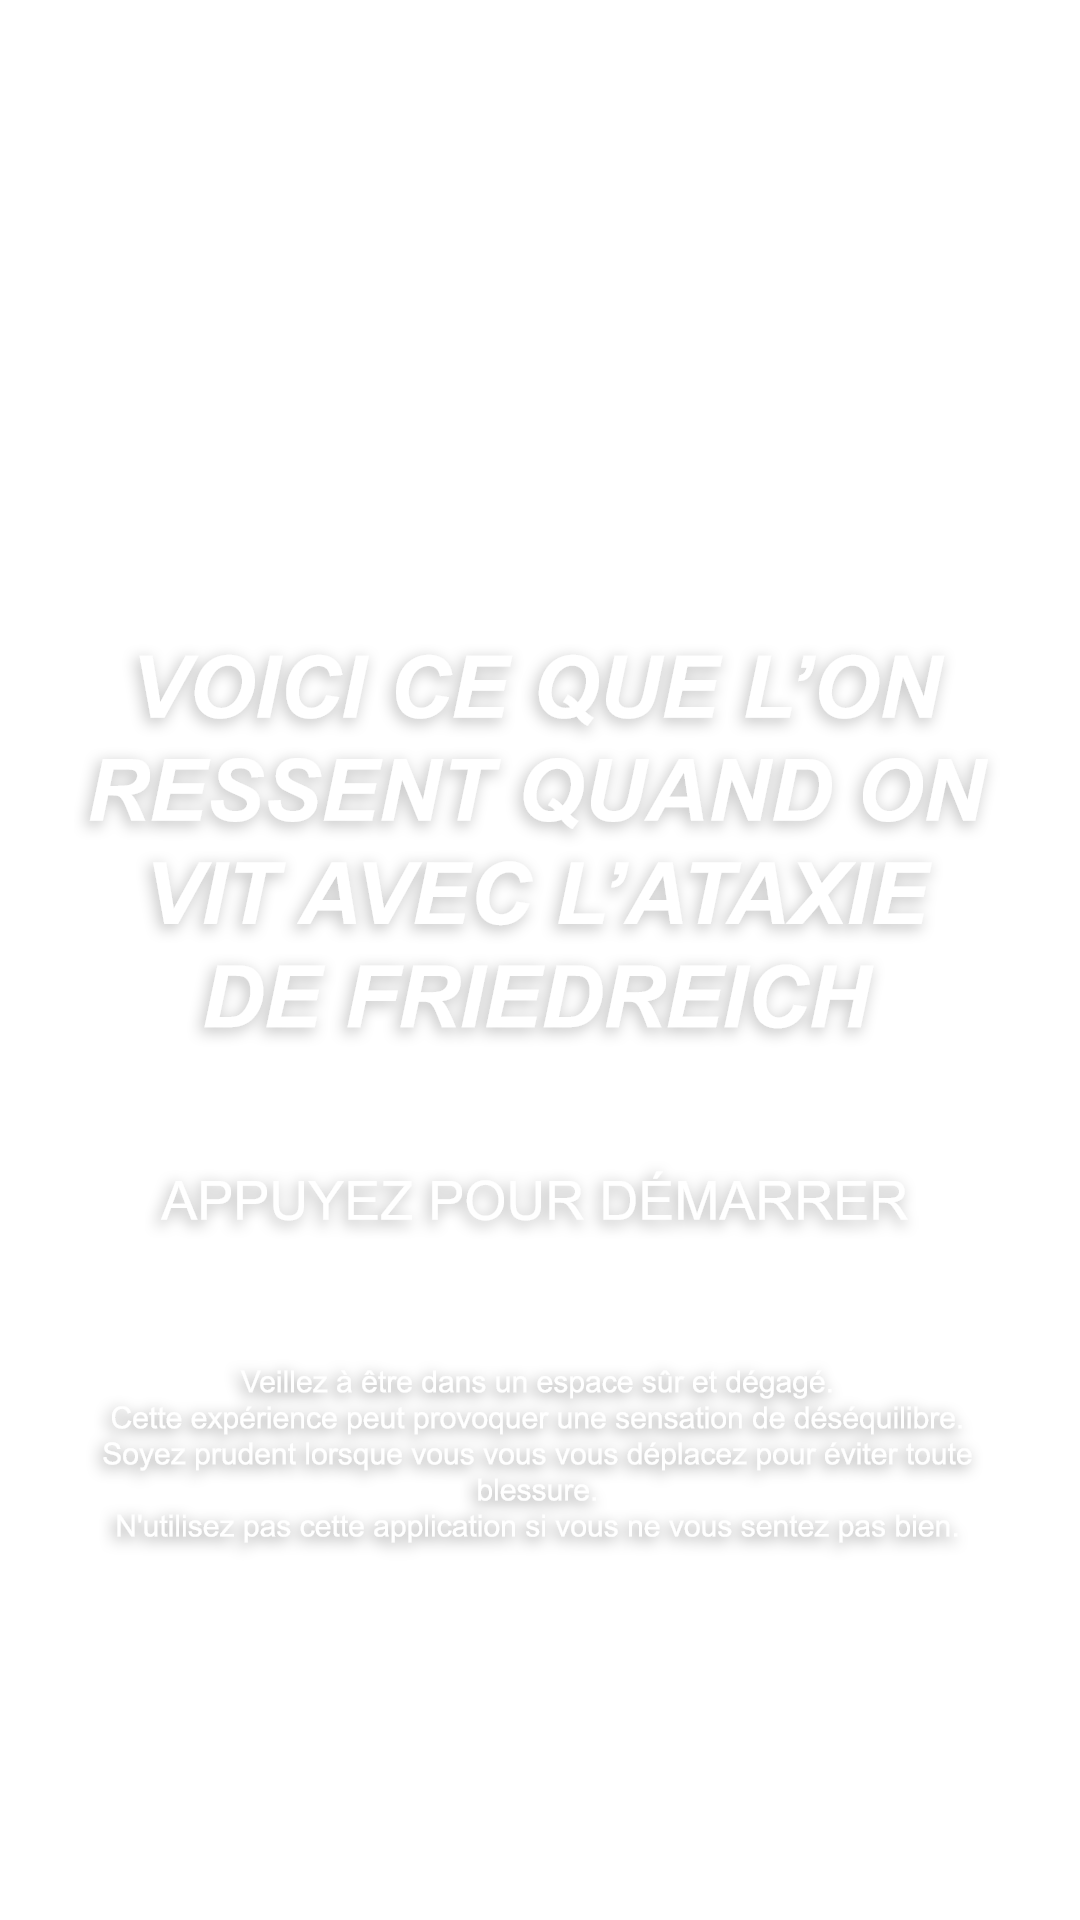 VOICI CE QUE L’ON
RESSENT QUAND ON
VIT AVEC L’ATAXIE
DE FRIEDREICH
APPUYEZ POUR DÉMARRER
Veillez à être dans un espace sûr et dégagé.
Cette expérience peut provoquer une sensation de déséquilibre.
Soyez prudent lorsque vous vous vous déplacez pour éviter toute
blessure.
N'utilisez pas cette application si vous ne vous sentez pas bien.